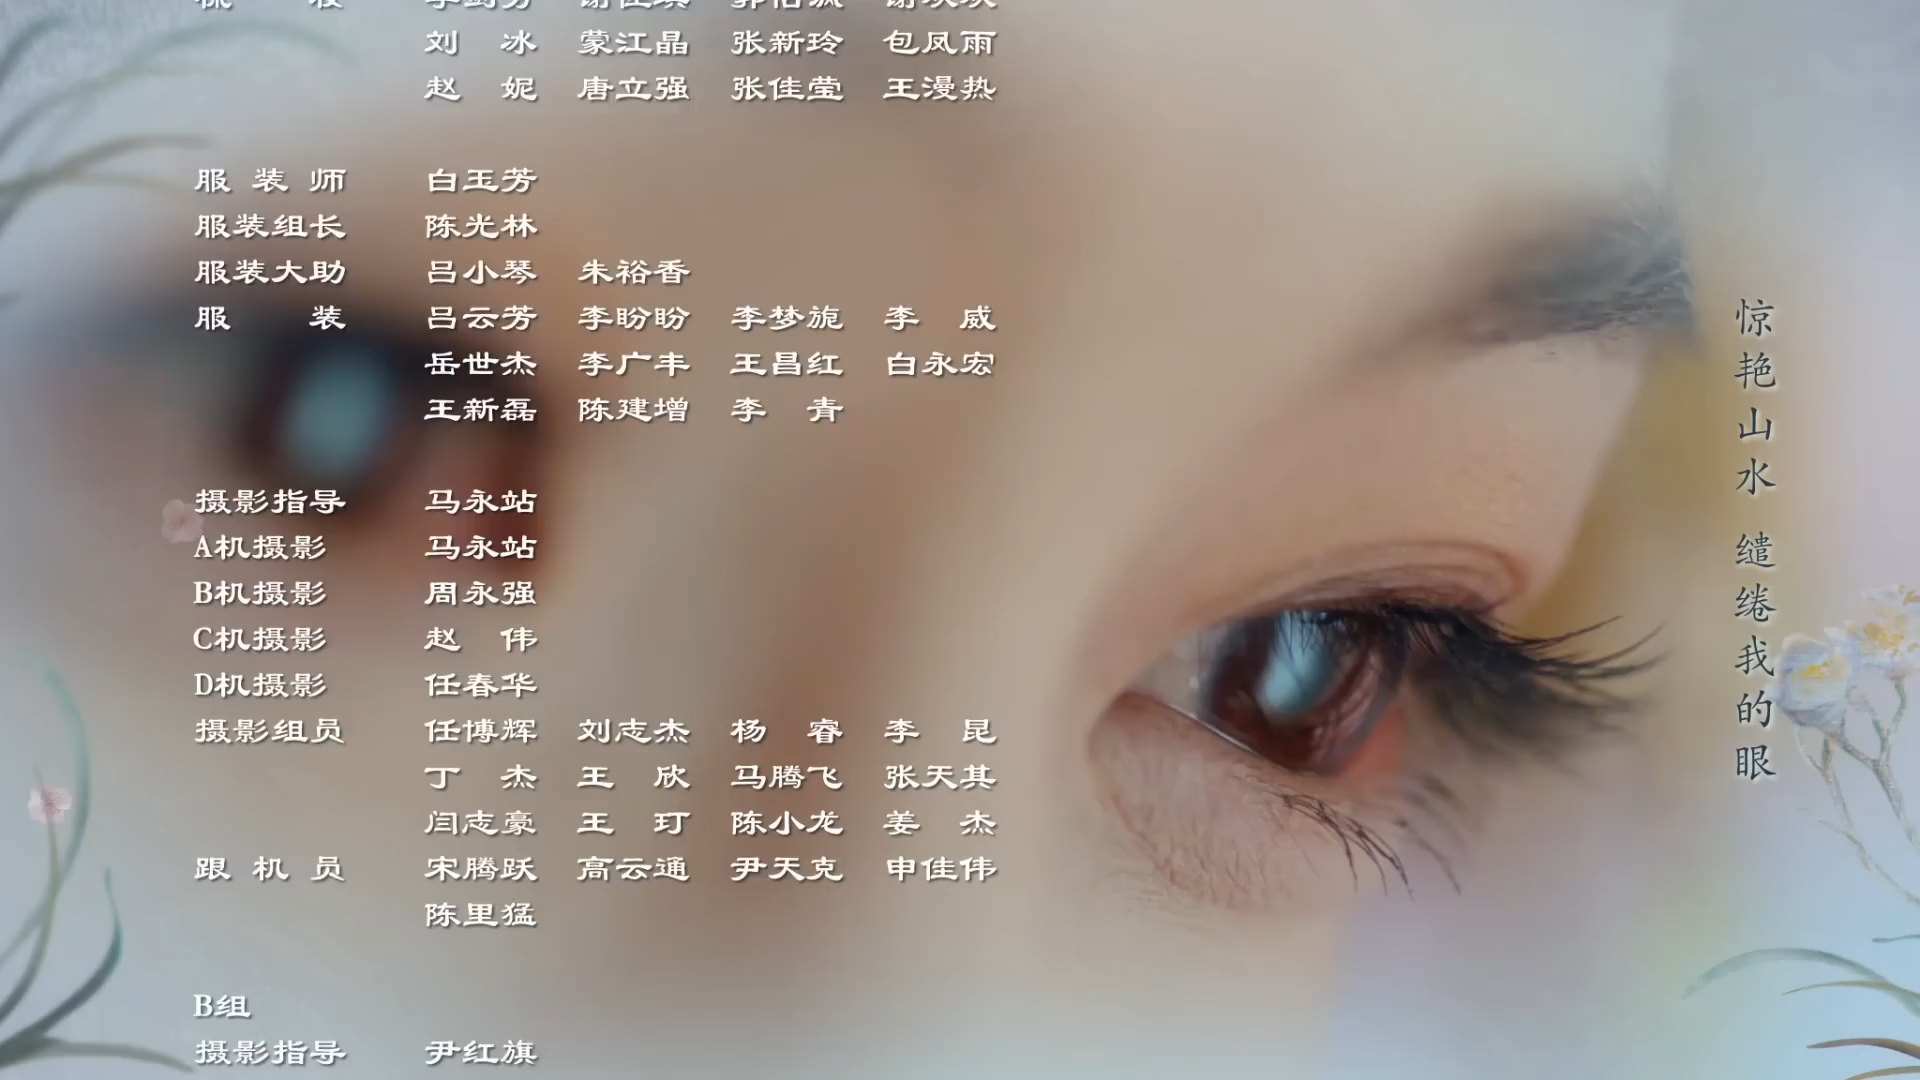 刘 冰 蒙江晶 张新玲 包凤雨
赵 妮 唐立强 张佳莹 王漫热
服装师 白玉芳
服装组长 陈光林
服装大助 吕小琴 朱裕香
服 装 吕云芳 李盼盼 李梦旎 李 威
岳世杰 李广丰 王昌红 白永宏
王新磊 陈建增 李 青
摄影指导 马永站
A机摄影 马永站
B机摄影 周永强
C机摄影 赵 伟
D机摄影 任春华
摄影组员 任博辉 刘志杰 杨 睿 李 昆
丁 杰 王 欣 马腾飞 张天其
闫志豪 王 玎 陈小龙 姜 杰
跟机员 宋腾跃 高云通 尹天克 申佳伟
陈里猛
B组
摄影指导 尹红旗
惊艳山水 缱绻我的眼